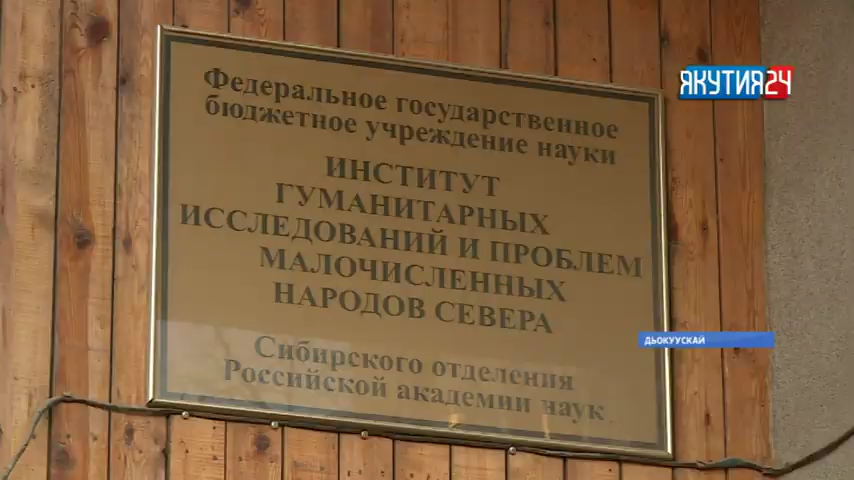 ЯКУТИЯ24
Федеральное государственное
бюджетное учреждение науки
ИНСТИТУТ
ГУМАНИТАРНЫХ
ИССЛЕДОВАНИЙ И ПРОБЛЕМ
МАЛОЧИСЛЕННЫХ
НАРОДОВ СЕВЕРА
ДЬОКУУСКАЙ
Сибирского отделения
Российской академии наук